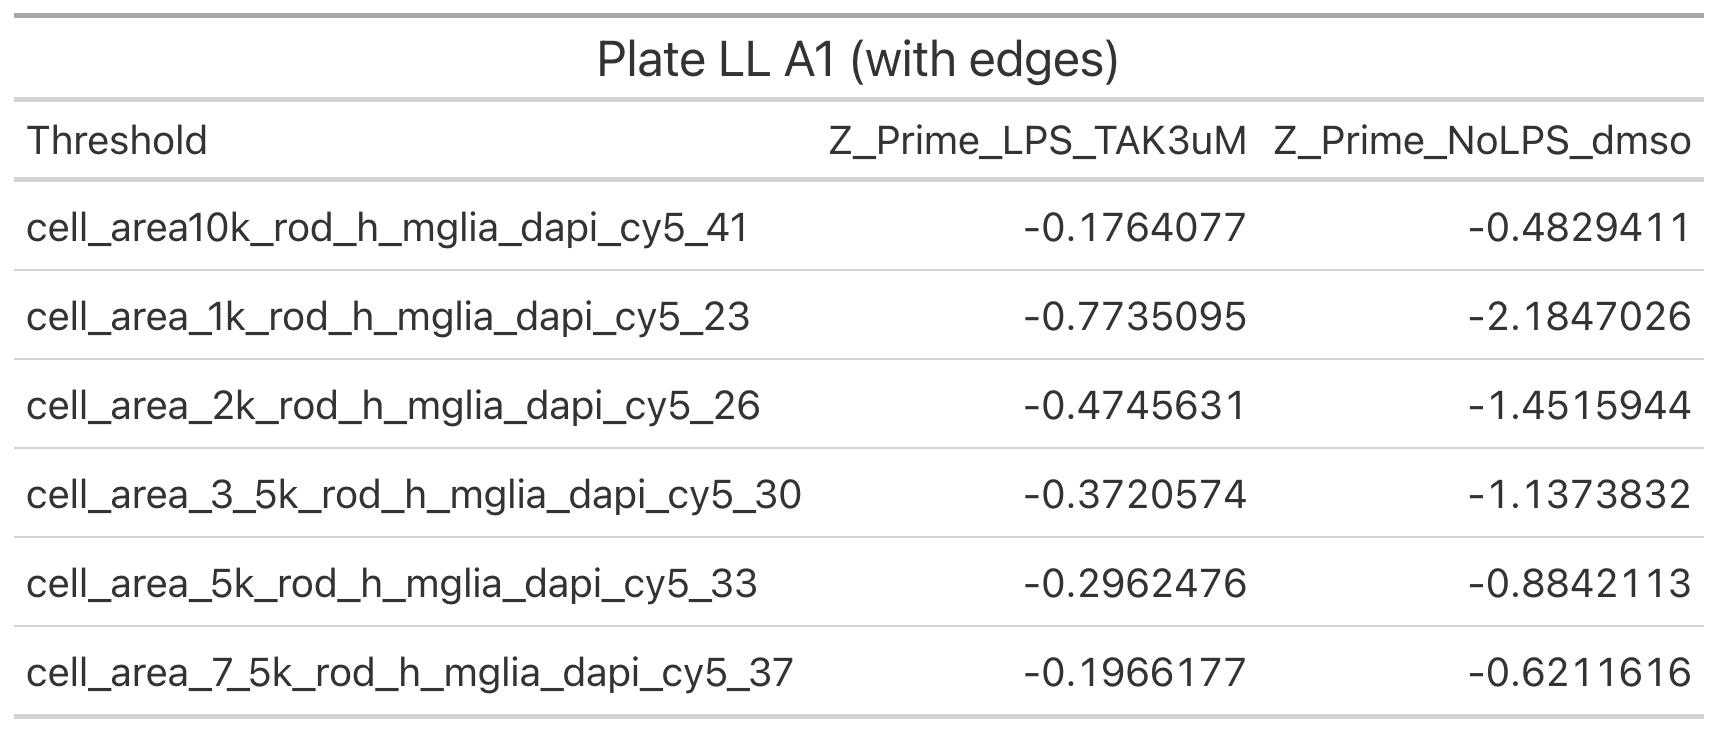 Plate LL A1 (with edges)
Threshold Z_Prime_LPS_TAK3uM Z_Prime_NoLPS_dmso
cell_area10k_rod_h_mglia_dapi_cy5_41 -0.1764077 -0.4829411
cell_area_1k_rod_h_mglia_dapi_cy5_23 -0.7735095 -2.1847026
cell_area_2k_rod_h_mglia_dapi_cy5_26 -0.4745631 -1.4515944
cell_area_3_5k_rod_h_mglia_dapi_cy5_30 -0.3720574 -1.1373832
cell_area_5k_rod_h_mglia_dapi_cy5_33 -0.2962476 -0.8842113
cell_area_7_5k_rod_h_mglia_dapi_cy5_37 -0.1966177 -0.6211616